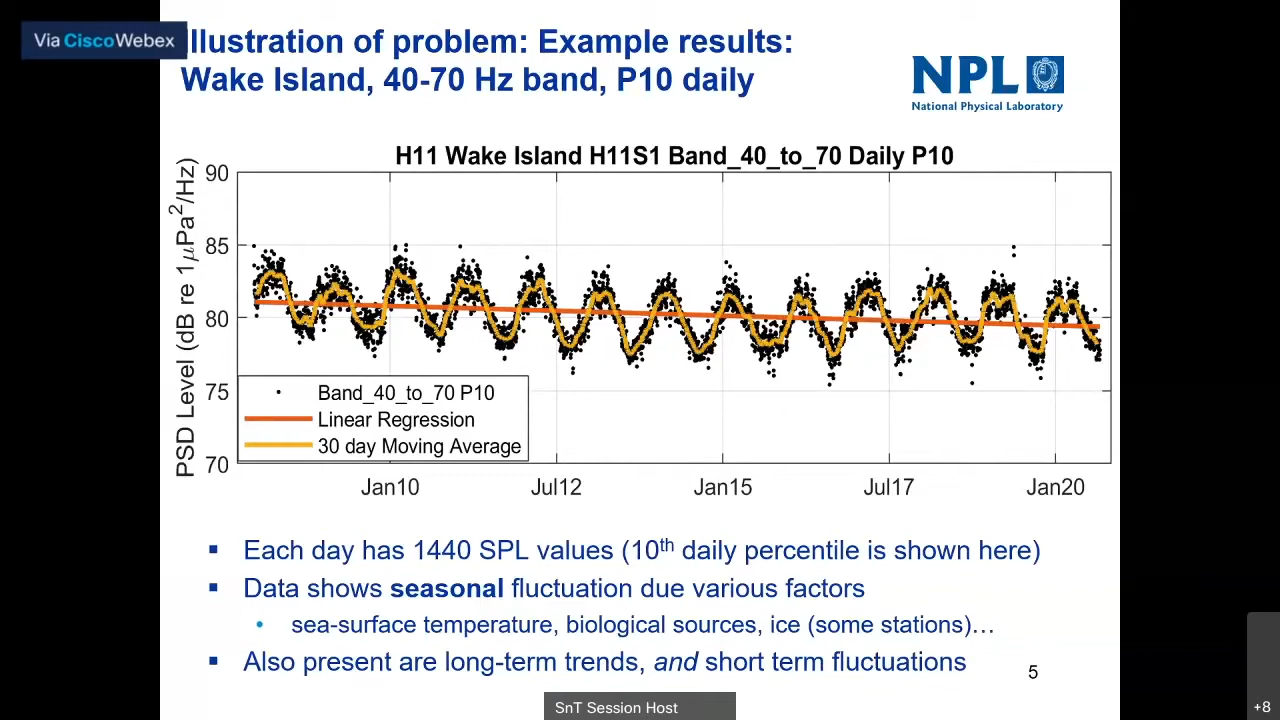 Via Cisco Webex
Illustration of problem: Example results:
Wake Island, 40-70 Hz band, P10 daily
NPL
National Physical Laboratory
H11 Wake Island H11S1 Band_40_to_70 Daily P10
PSD Level (dB re 1μPa²/Hz)
90
85
80
75
70
Band_40_to_70 P10
Linear Regression
30 day Moving Average
Jan10 Jul12 Jan15 Jul17 Jan20
▪ Each day has 1440 SPL values (10th daily percentile is shown here)
▪ Data shows seasonal fluctuation due various factors
• sea-surface temperature, biological sources, ice (some stations)…
▪ Also present are long-term trends, and short term fluctuations
5
SnT Session Host
+8